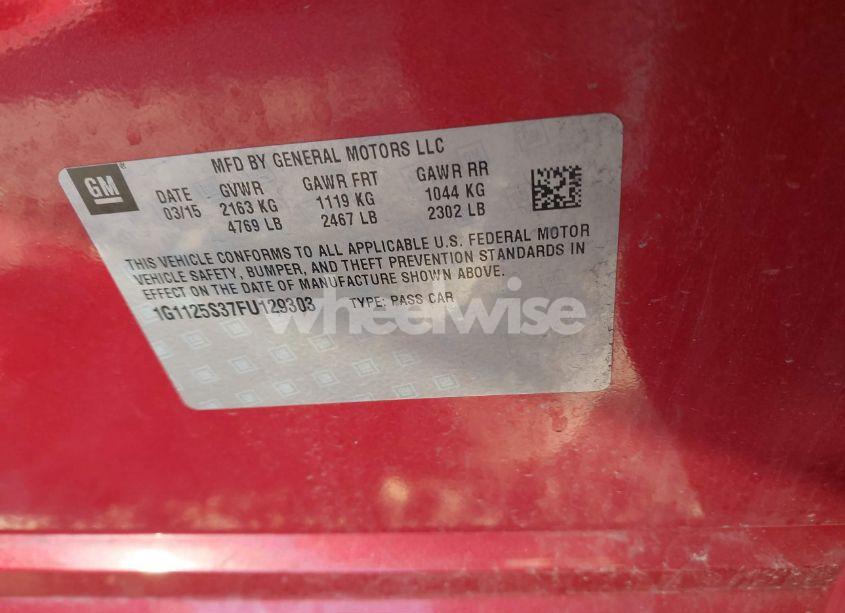 MFD BY GENERAL MOTORS LLC
GM
DATE GVWR GAWR FRT GAWR RR
03/15 2163 KG 1119 KG 1044 KG
4769 LB 2467 LB 2302 LB
THIS VEHICLE CONFORMS TO ALL APPLICABLE U.S. FEDERAL MOTOR
VEHICLE SAFETY, BUMPER, AND THEFT PREVENTION STANDARDS IN
EFFECT ON THE DATE OF MANUFACTURE SHOWN ABOVE.
1G1125S37FU129303 TYPE: PASS CAR
wheelwise